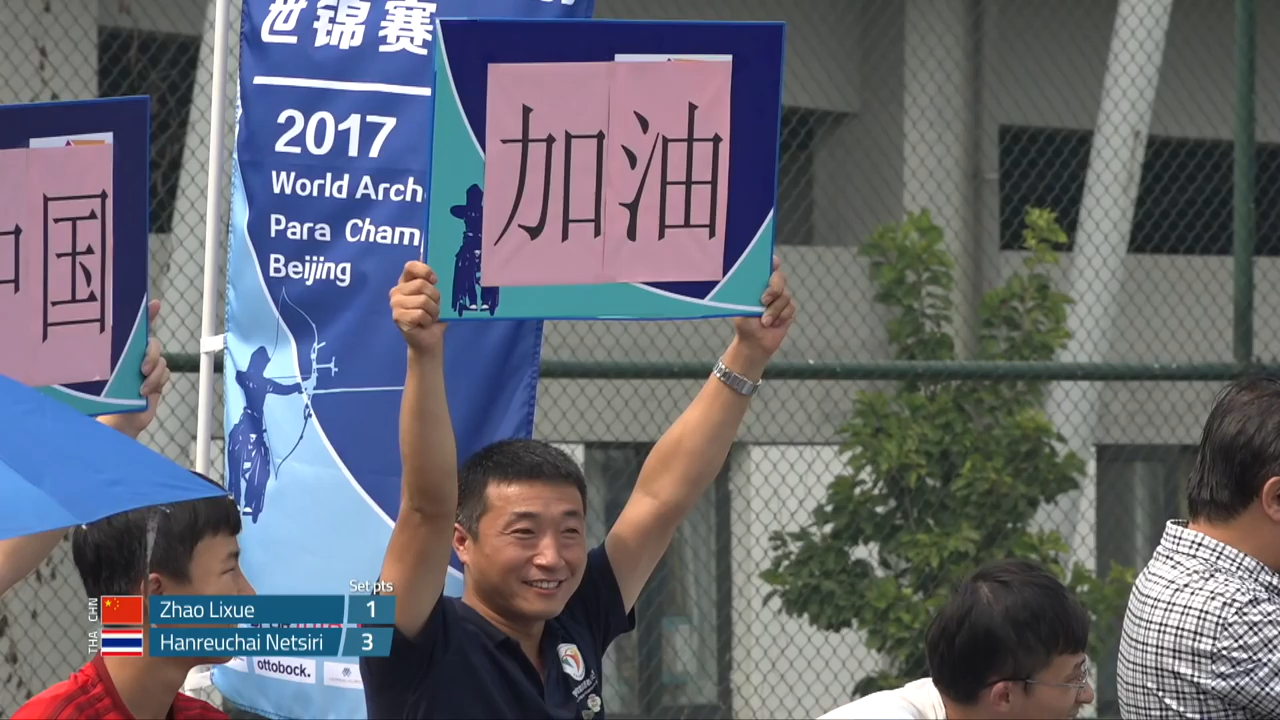 世锦赛
2017
World Arch
Para Cham
Beijing
加油
中国
Set pts
CHN Zhao Lixue 1
THA Hanreuchai Netsiri 3
ottobock.